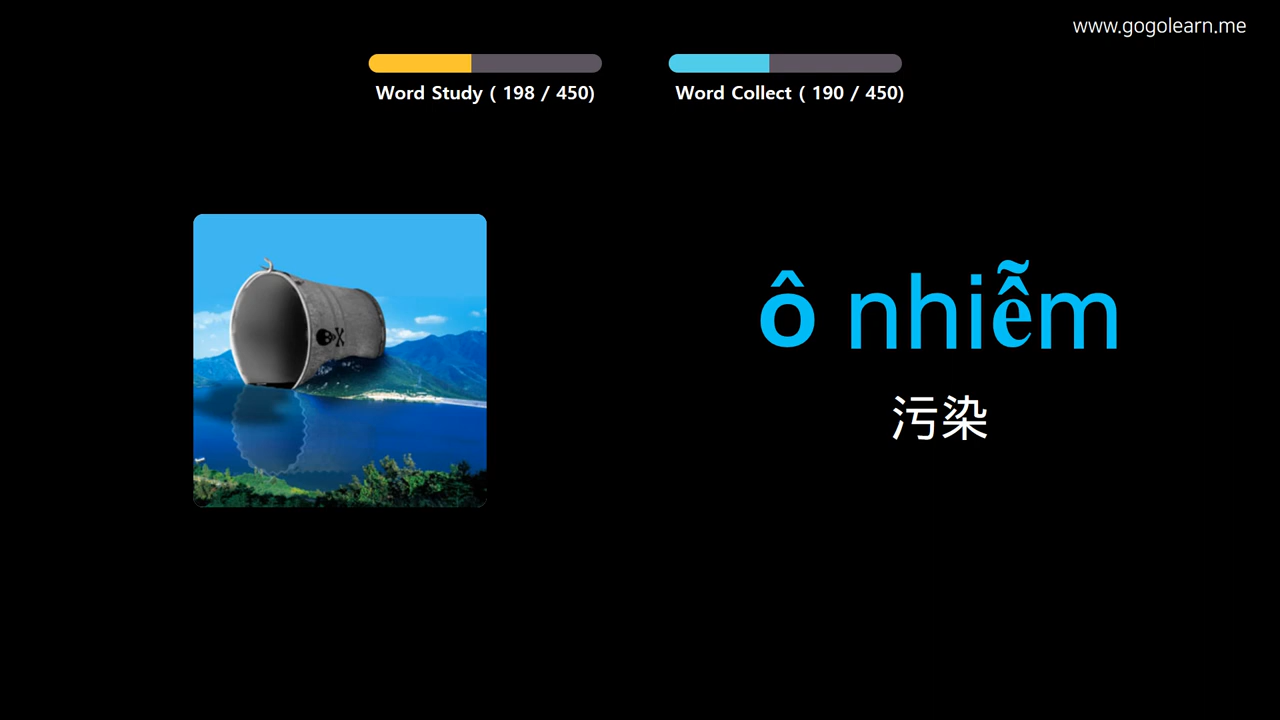 www.gogolearn.me
Word Study ( 198 / 450)
Word Collect ( 190 / 450)
ô nhiễm
污染